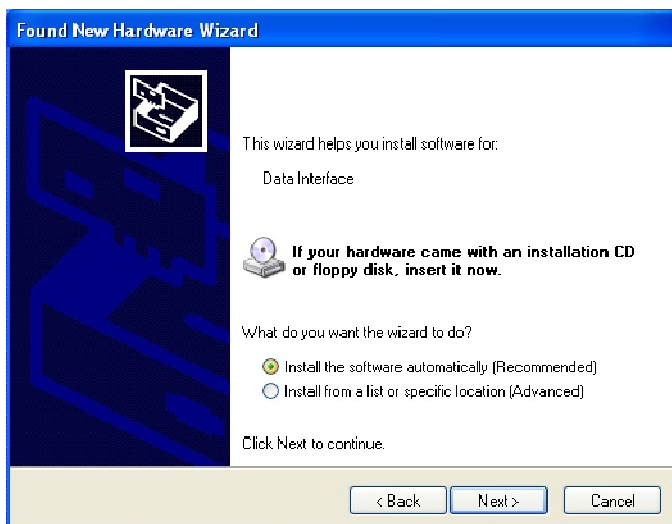 Found New Hardware Wizard
This wizard helps you install software for:
Data Interface
If your hardware came with an installation CD
or floppy disk, insert it now.
What do you want the wizard to do?
Install the software automatically (Recommended)
Install from a list or specific location (Advanced)
Click Next to continue.
< Back
Next >
Cancel